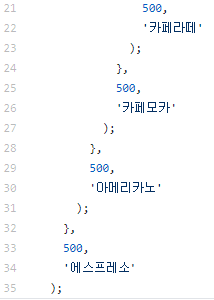 21 500,
22 '카페라떼'
23 );
24 },
25 500,
26 '카페모카'
27 );
28 },
29 500,
30 '아메리카노'
31 );
32 },
33 500,
34 '에스프레소'
35 );